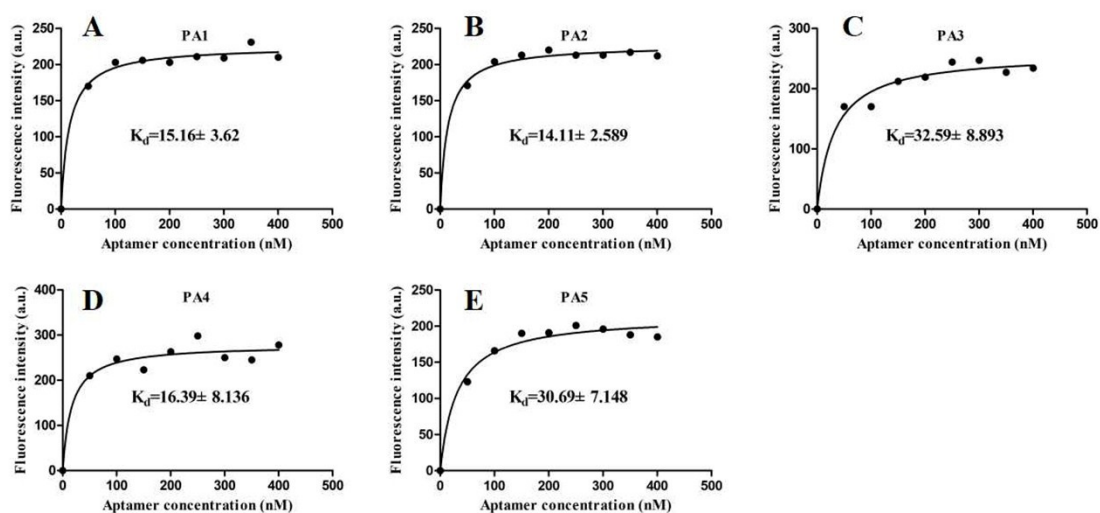 A
PA1
Fluorescence intensity (a.u.)
250
200
150
100
50
0
K_d=15.16± 3.62
0 100 200 300 400 500
Aptamer concentration (nM)
B
PA2
Fluorescence intensity (a.u.)
250
200
150
100
50
0
K_d=14.11± 2.589
0 100 200 300 400 500
Aptamer concentration (nM)
C
PA3
Fluorescence intensity (a.u.)
300
200
100
0
K_d=32.59± 8.893
0 100 200 300 400 500
Aptamer concentration (nM)
D
PA4
Fluorescence intensity (a.u.)
400
300
200
100
0
K_d=16.39± 8.136
0 100 200 300 400 500
Aptamer concentration (nM)
E
PA5
Fluorescence intensity (a.u.)
250
200
150
100
50
0
K_d=30.69± 7.148
0 100 200 300 400 500
Aptamer concentration (nM)